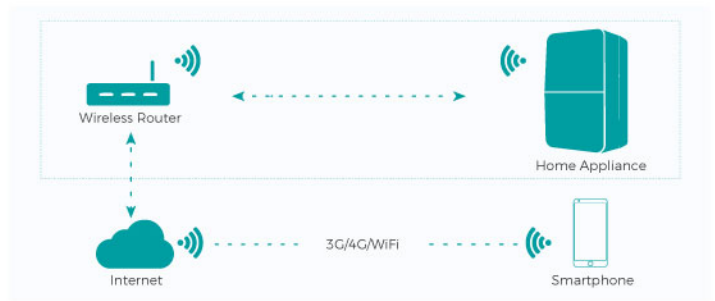 Wireless Router
Home Appliance
3G/4G/WiFi
Internet
Smartphone